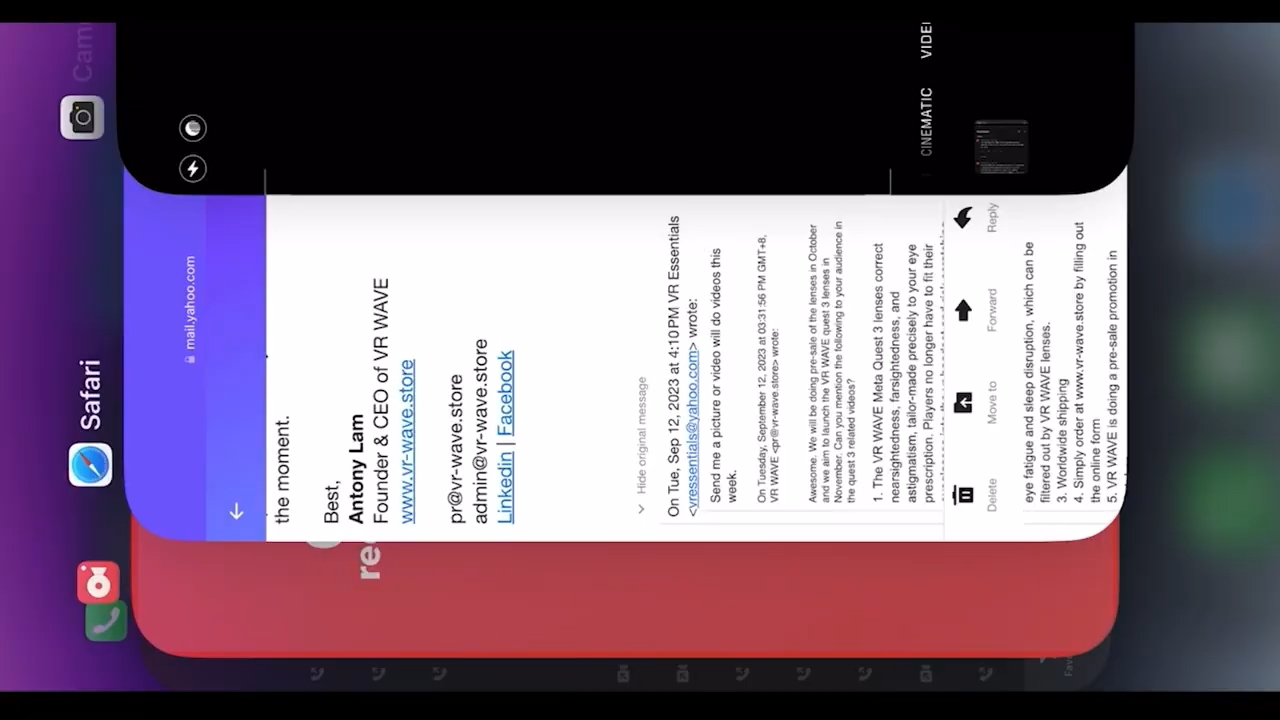 Camera
CINEMATIC
VIDE
Safari
mail.yahoo.com
the moment.
Best,
Antony Lam
Founder & CEO of VR WAVE
www.vr-wave.store
pr@vr-wave.store
admin@vr-wave.store
Linkedin | Facebook
Hide original message
On Tue, Sep 12, 2023 at 4:10 PM VR Essentials
<vressentials@yahoo.com> wrote:
Send me a picture or video will do videos this
week.
On Tuesday, September 12, 2023 at 03:31:56 PM GMT+8,
VR WAVE <pr@vr-wave.store> wrote:
Awesome. We will be doing pre-sale of the lenses in October
and we aim to launch the VR WAVE quest 3 lenses in
November. Can you mention the following to your audience in
the quest 3 related videos?
1. The VR WAVE Meta Quest 3 lenses correct
nearsightedness, farsightedness, and
astigmatism, tailor-made precisely to your eye
prescription. Players no longer have to fit their
Delete
Move to
Forward
Reply
eye fatigue and sleep disruption, which can be
filtered out by VR WAVE lenses.
3. Worldwide shipping
4. Simply order at www.vr-wave.store by filling out
the online form
5. VR WAVE is doing a pre-sale promotion in
re